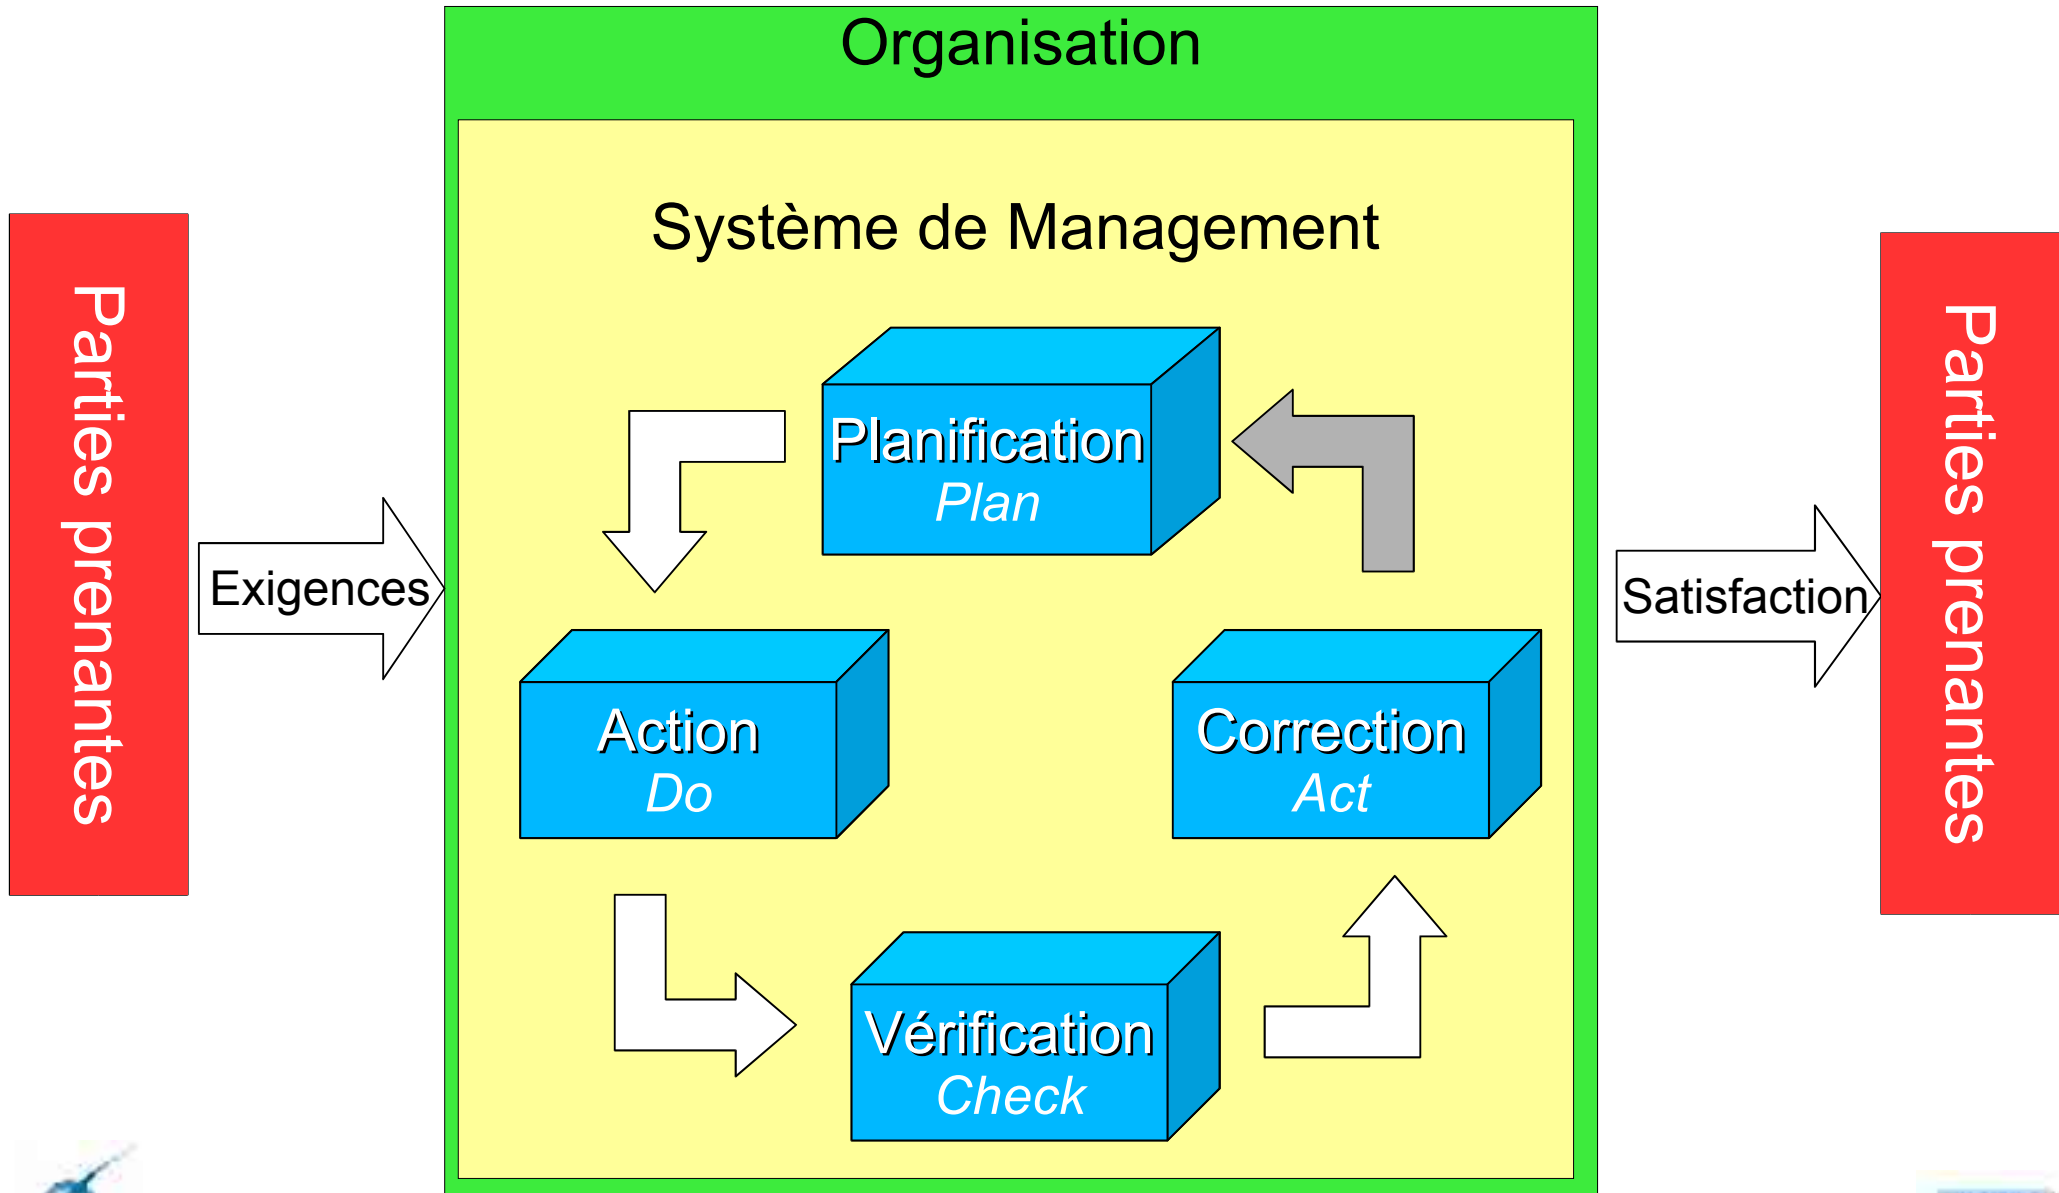 Organisation
Système de Management
Parties prenantes
Exigences
Planification
Plan
Action
Do
Correction
Act
Vérification
Check
Satisfaction
Parties prenantes